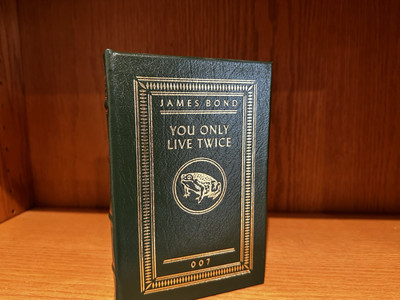 JAMES BOND
YOU ONLY
LIVE TWICE
007